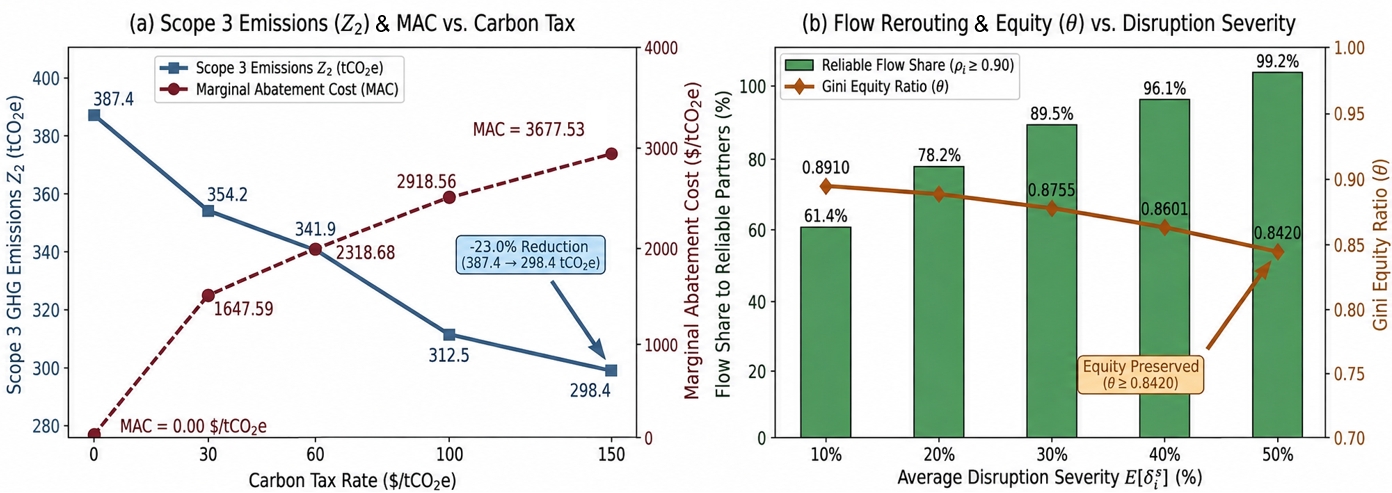 (a) Scope 3 Emissions (Z₂) & MAC vs. Carbon Tax
Scope 3 Emissions Z₂ (tCO₂e)
Marginal Abatement Cost (MAC)
Scope 3 GHG Emissions Z₂ (tCO₂e)
400
380
360
340
320
300
280
387.4
354.2
341.9
312.5
298.4
MAC = 0.00 $/tCO₂e
1647.59
2318.68
2918.56
MAC = 3677.53
-23.0% Reduction
(387.4 → 298.4 tCO₂e)
4000
3000
2000
1000
0
Marginal Abatement Cost ($/tCO₂e)
0
30
60
100
150
Carbon Tax Rate ($/tCO₂e)
(b) Flow Rerouting & Equity (θ) vs. Disruption Severity
Reliable Flow Share (ρᵢ ≥ 0.90)
Gini Equity Ratio (θ)
Flow Share to Reliable Partners (%)
100
80
60
40
20
0
61.4%
78.2%
89.5%
96.1%
99.2%
0.8910
0.8755
0.8601
0.8420
Equity Preserved
(θ ≥ 0.8420)
1.00
0.95
0.90
0.85
0.80
0.75
0.70
Gini Equity Ratio (θ)
10%
20%
30%
40%
50%
Average Disruption Severity E[δᵢˢ] (%)